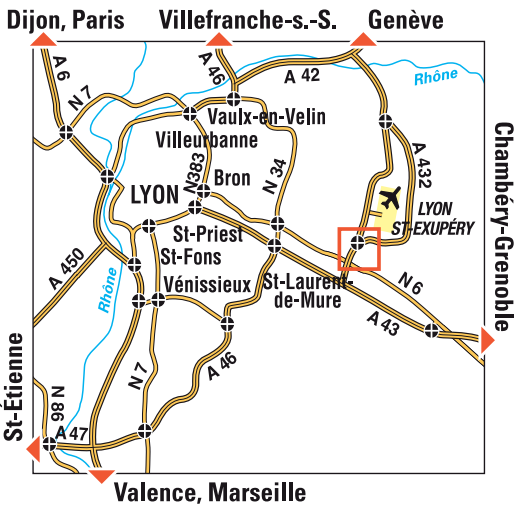 Dijon, Paris
Villefranche-s.-S.
Genève
A 6
A 46
A 42
Rhône
N 7
Vaulx-en-Velin
Villeurbanne
N383
Bron
N 34
A 432
LYON
LYON
ST-EXUPÉRY
St-Priest
St-Fons
A 450
Rhône
Vénissieux
St-Laurent-
de-Mure
N 6
A 43
Chambéry-Grenoble
N 7
A 46
St-Étienne
N 86
A 47
Valence, Marseille